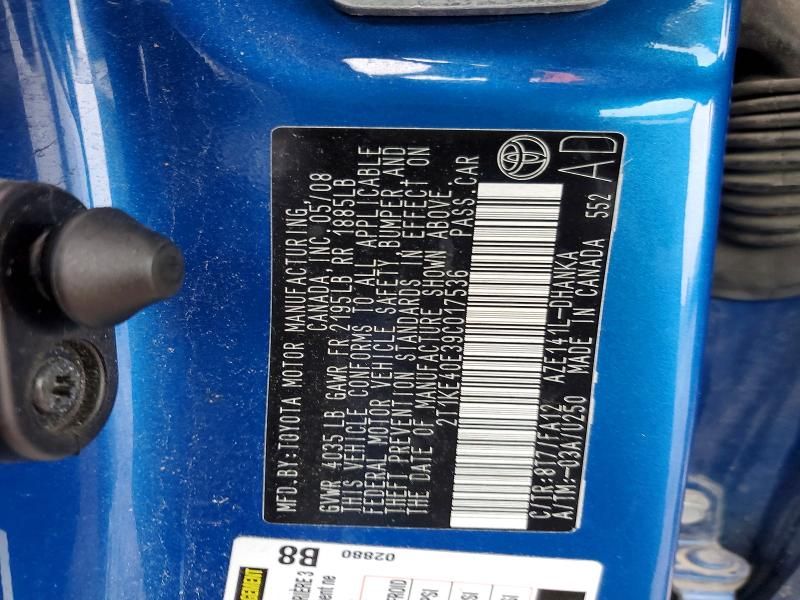 MFD.BY:TOYOTA MOTOR MANUFACTURING
CANADA, INC. 05/08
GVWR 4035LB GAWR FR 2195LB RR 1885LB
THIS VEHICLE CONFORMS TO ALL APPLICABLE
FEDERAL MOTOR VEHICLE SAFETY BUMPER AND
THEFT PREVENTION STANDARDS IN EFFECT ON
THE DATE OF MANUFACTURE SHOWN ABOVE
2T1KE40E39C017536 PASS.CAR
C/TR:8T7/FA12 AZE141L-DHANKA
A/TM:-03A/U250 MADE IN CANADA 552
AD
B8
02880